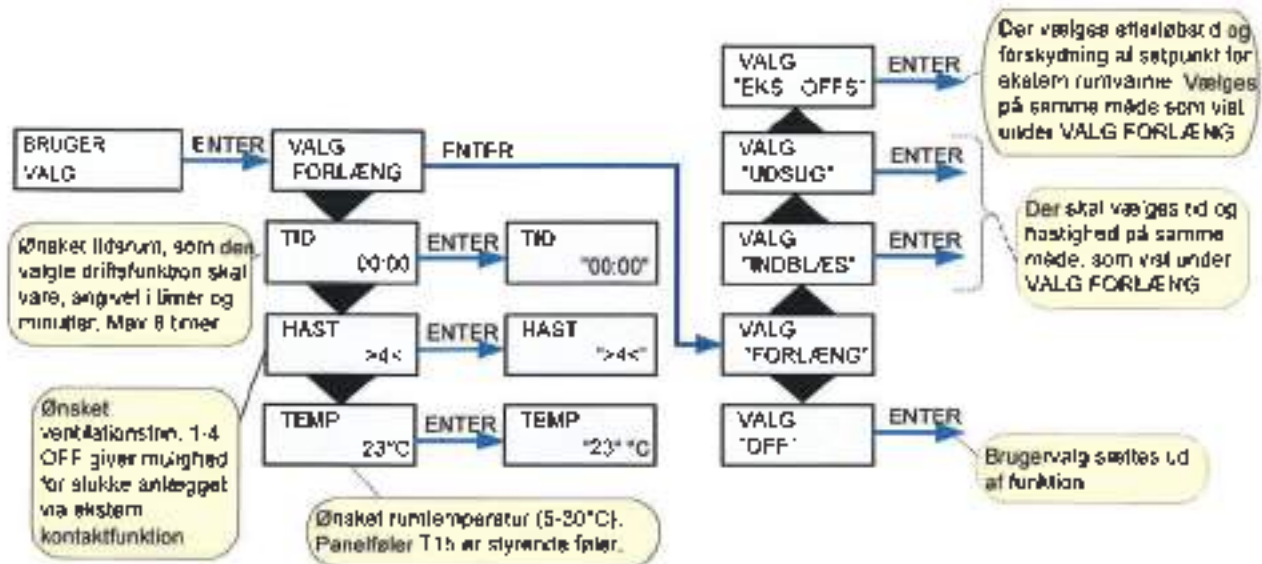 BRUGER
VALG
ENTER
VALG
FORLÆNG
ENTER
TID
00:00
ENTER
TID
"00:00"
HAST
>4<
ENTER
HAST
">4<"
TEMP
23°C
ENTER
TEMP
"23" °C
Ønsket tidsrum, som den
valgte driftsfunktion skal
vare, angivet i timer og
minutter. Max 8 timer
Ønsket
ventilationstrin. 1-4
OFF giver mulighed
for slukke anlægget
via ekstern
kontaktfunktion
Ønsket rumtemperatur (5-30°C).
Panelføler T15 er styrende føler.
VALG
"EKS OFFS"
ENTER
VALG
"UDSUG"
ENTER
VALG
"INDBLÆS"
ENTER
VALG
"FORLÆNG"
VALG
"OFF"
ENTER
Der vælges efterløbstid og
forskydning af setpunkt for
ekstern rumvarme Vælges
på samme måde som vist
under VALG FORLÆNG
Der skal vælges tid og
hastighed på samme
måde, som vist under
VALG FORLÆNG
Brugervalg sættes ud
af funktion